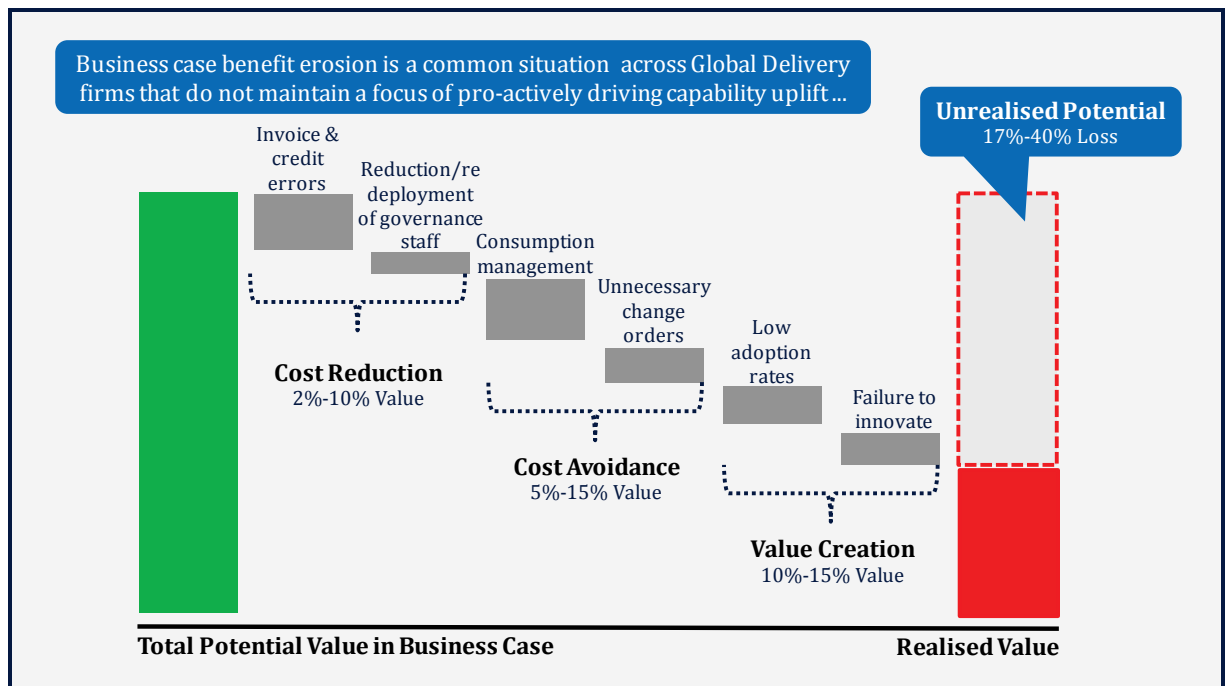 Business case benefit erosion is a common situation across Global Delivery
firms that do not maintain a focus of pro-actively driving capability uplift ...
Unrealised Potential
17%-40% Loss
Invoice &
credit
errors
Reduction/re
deployment
of governance
staff
Consumption
management
Unnecessary
change
orders
Low
adoption
rates
Failure to
innovate
Cost Reduction
2%-10% Value
Cost Avoidance
5%-15% Value
Value Creation
10%-15% Value
Total Potential Value in Business Case
Realised Value